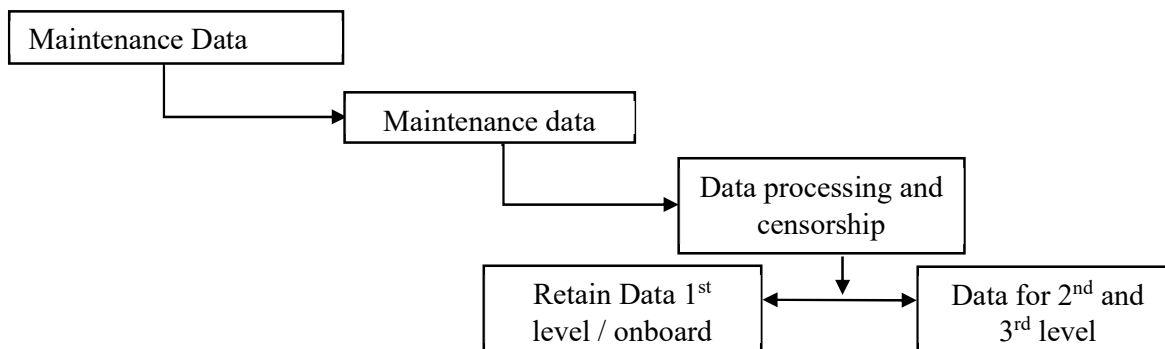 Maintenance Data
Maintenance data
Data processing and
censorship
Retain Data 1st
level / onboard
Data for 2nd and
3rd level